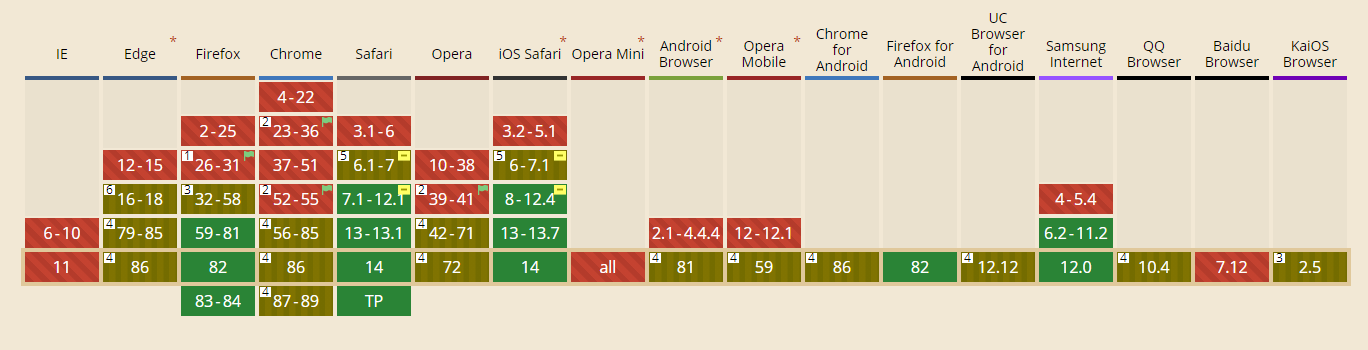 IE Edge * Firefox Chrome Safari Opera iOS Safari * Opera Mini * Android Browser * Opera Mobile * Chrome for Android Firefox for Android UC Browser for Android Samsung Internet QQ Browser Baidu Browser KaiOS Browser
4-22
2-25 2 23-36 3.1-6 3.2-5.1
12-15 1 26-31 37-51 5 6.1-7 10-38 5 6-7.1
6 16-18 3 32-58 2 52-55 7.1-12.1 2 39-41 8-12.4 4-5.4
6-10 4 79-85 59-81 4 56-85 13-13.1 4 42-71 13-13.7 2.1-4.4.4 12-12.1 6.2-11.2
11 4 86 82 4 86 14 4 72 14 all 4 81 4 59 4 86 82 4 12.12 12.0 4 10.4 7.12 3 2.5
83-84 4 87-89 TP